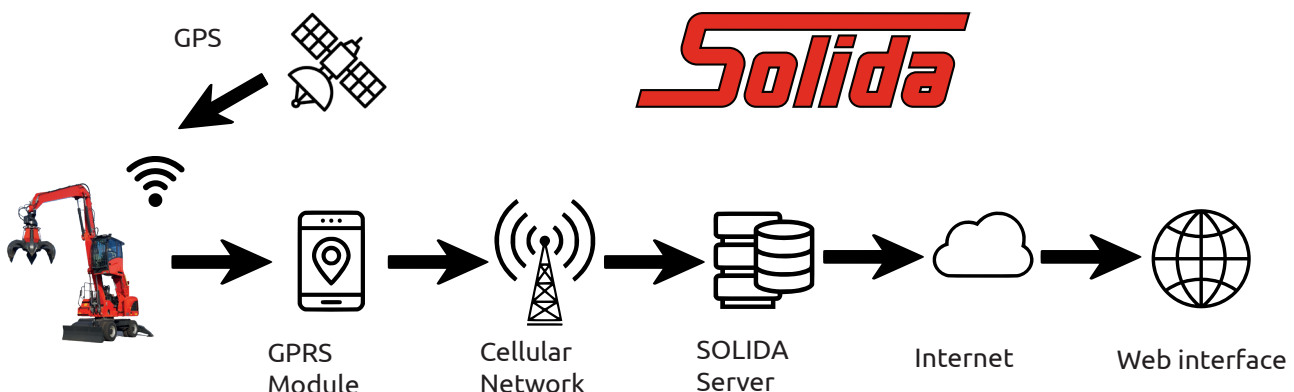 GPS
Solida
GPRS
Module
Cellular
Network
SOLIDA
Server
Internet
Web interface